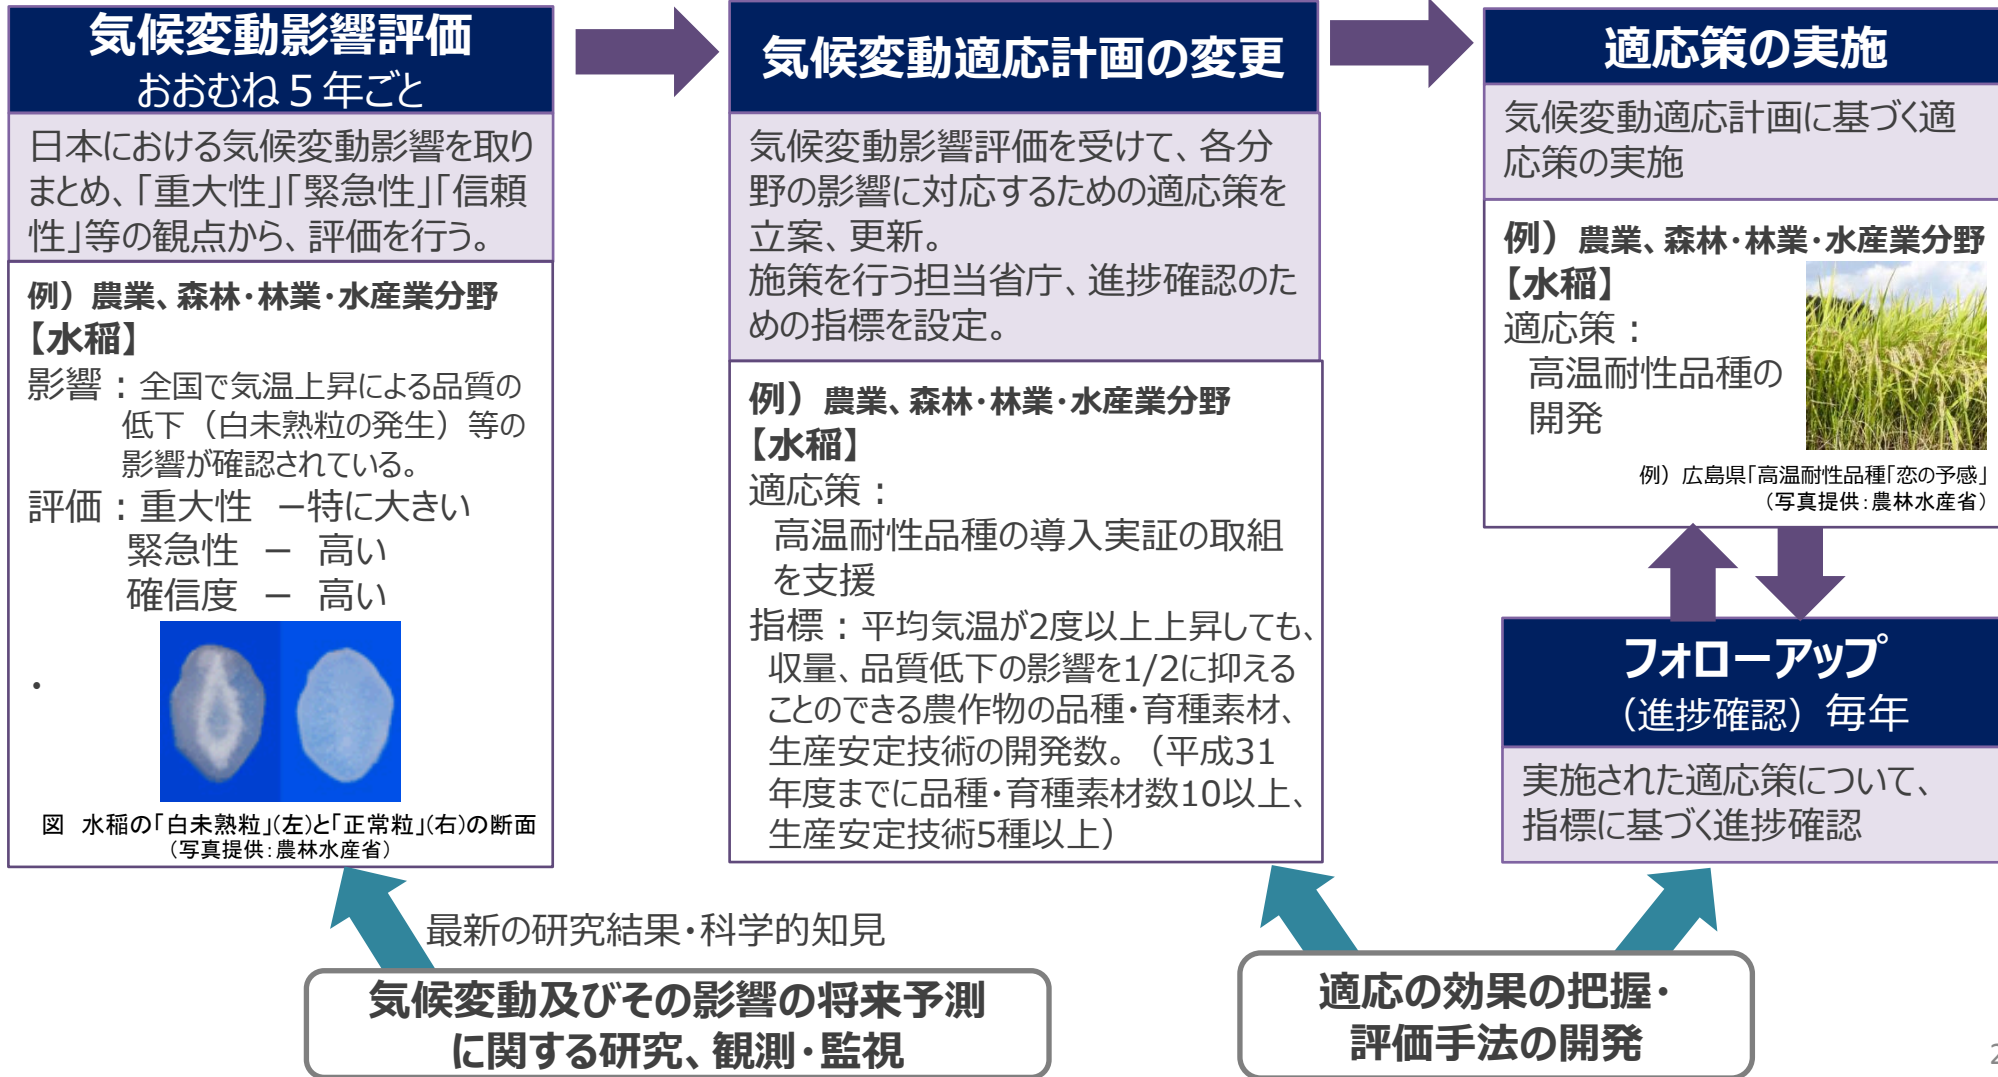 気候変動影響評価
おおむね５年ごと
日本における気候変動影響を取り
まとめ、「重大性」「緊急性」「信頼
性」等の観点から、評価を行う。
例）農業、森林・林業・水産業分野
【水稲】
影響：全国で気温上昇による品質の
低下（白未熟粒の発生）等の
影響が確認されている。
評価：重大性 －特に大きい
緊急性 － 高い
確信度 － 高い
・
図 水稲の「白未熟粒」(左)と「正常粒」(右)の断面
（写真提供：農林水産省）
気候変動適応計画の変更
気候変動影響評価を受けて、各分
野の影響に対応するための適応策を
立案、更新。
施策を行う担当省庁、進捗確認のた
めの指標を設定。
例）農業、森林・林業・水産業分野
【水稲】
適応策：
高温耐性品種の導入実証の取組
を支援
指標：平均気温が2度以上上昇しても、
収量、品質低下の影響を1/2に抑える
ことのできる農作物の品種・育種素材、
生産安定技術の開発数。（平成31
年度までに品種・育種素材数10以上、
生産安定技術5種以上）
適応策の実施
気候変動適応計画に基づく適
応策の実施
例）農業、森林・林業・水産業分野
【水稲】
適応策：
高温耐性品種の
開発
例）広島県「高温耐性品種「恋の予感」
（写真提供：農林水産省）
フォローアップ
（進捗確認）毎年
実施された適応策について、
指標に基づく進捗確認
最新の研究結果・科学的知見
気候変動及びその影響の将来予測
に関する研究、観測・監視
適応の効果の把握・
評価手法の開発